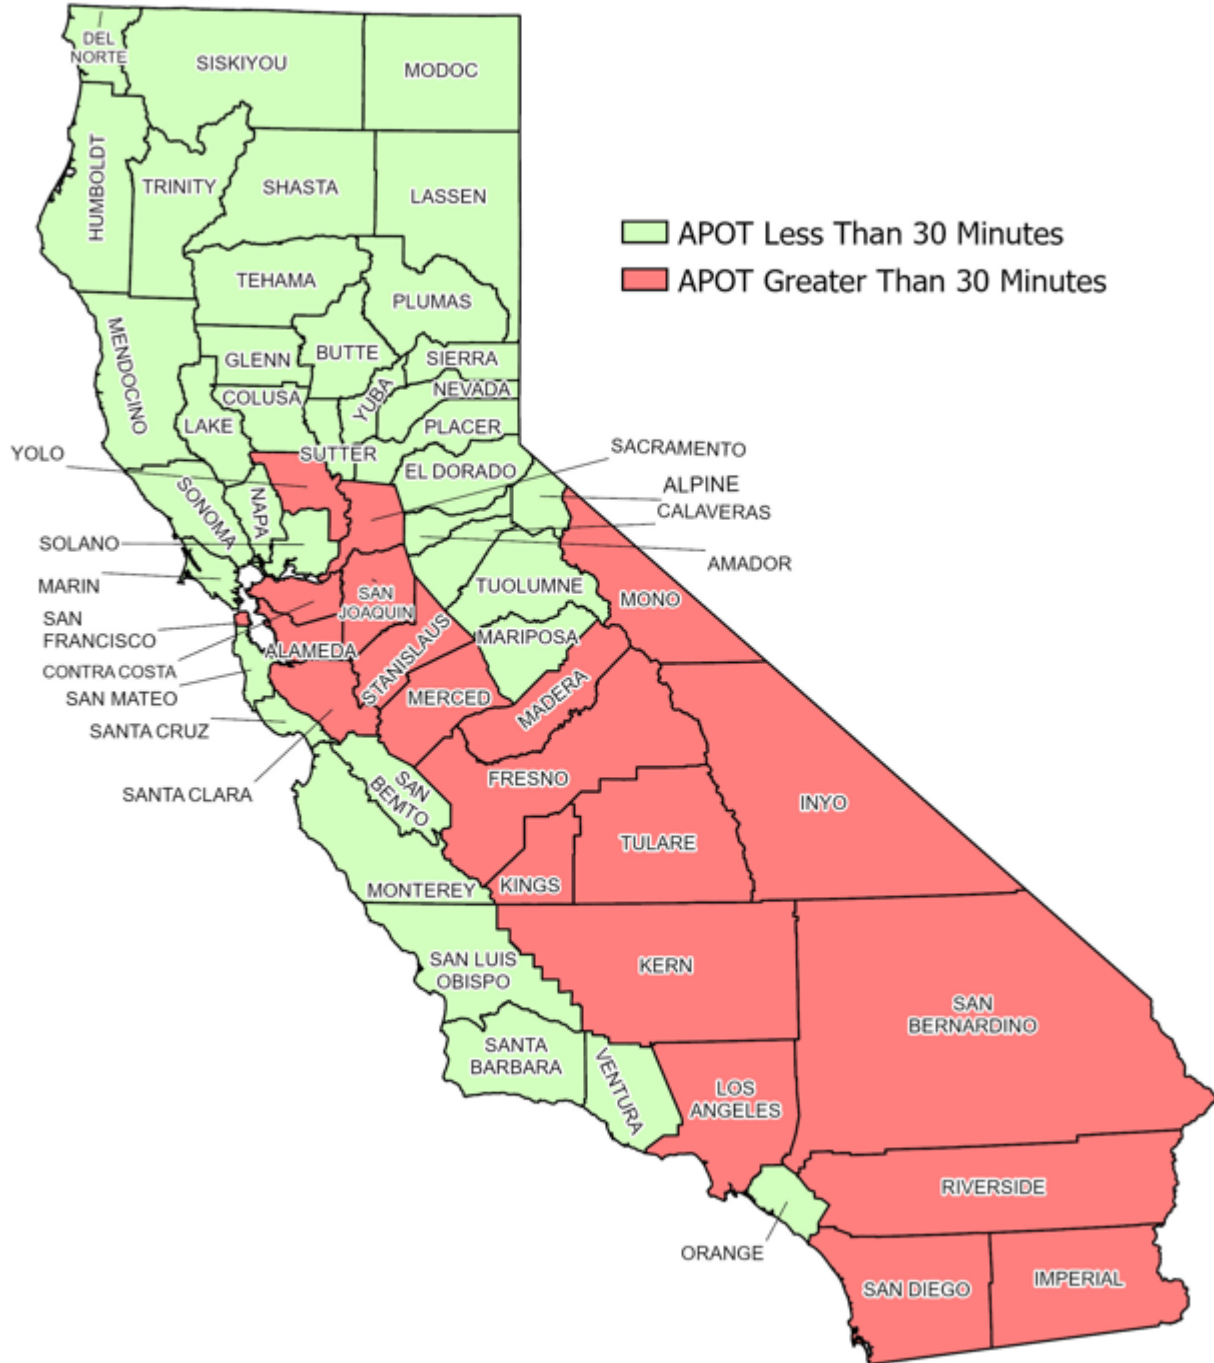 DEL
NORTE
SISKIYOU
MODOC
HUMBOLDT
TRINITY
SHASTA
LASSEN
APOT Less Than 30 Minutes
APOT Greater Than 30 Minutes
TEHAMA
PLUMAS
MENDOCINO
GLENN
BUTTE
SIERRA
COLUSA
YUBA
NEVADA
LAKE
PLACER
YOLO
SUTTER
SACRAMENTO
EL DORADO
ALPINE
SONOMA
NAPA
CALAVERAS
SOLANO
AMADOR
MARIN
TUOLUMNE
SAN
JOAQUIN
MONO
SAN
FRANCISCO
MARIPOSA
ALAMEDA
STANISLAUS
CONTRA COSTA
SAN MATEO
MERCED
MADERA
SANTA CRUZ
SANTA CLARA
SAN
BENITO
FRESNO
INYO
TULARE
KINGS
MONTEREY
SAN LUIS
OBISPO
KERN
SAN
BERNARDINO
SANTA
BARBARA
VENTURA
LOS
ANGELES
RIVERSIDE
ORANGE
SAN DIEGO
IMPERIAL